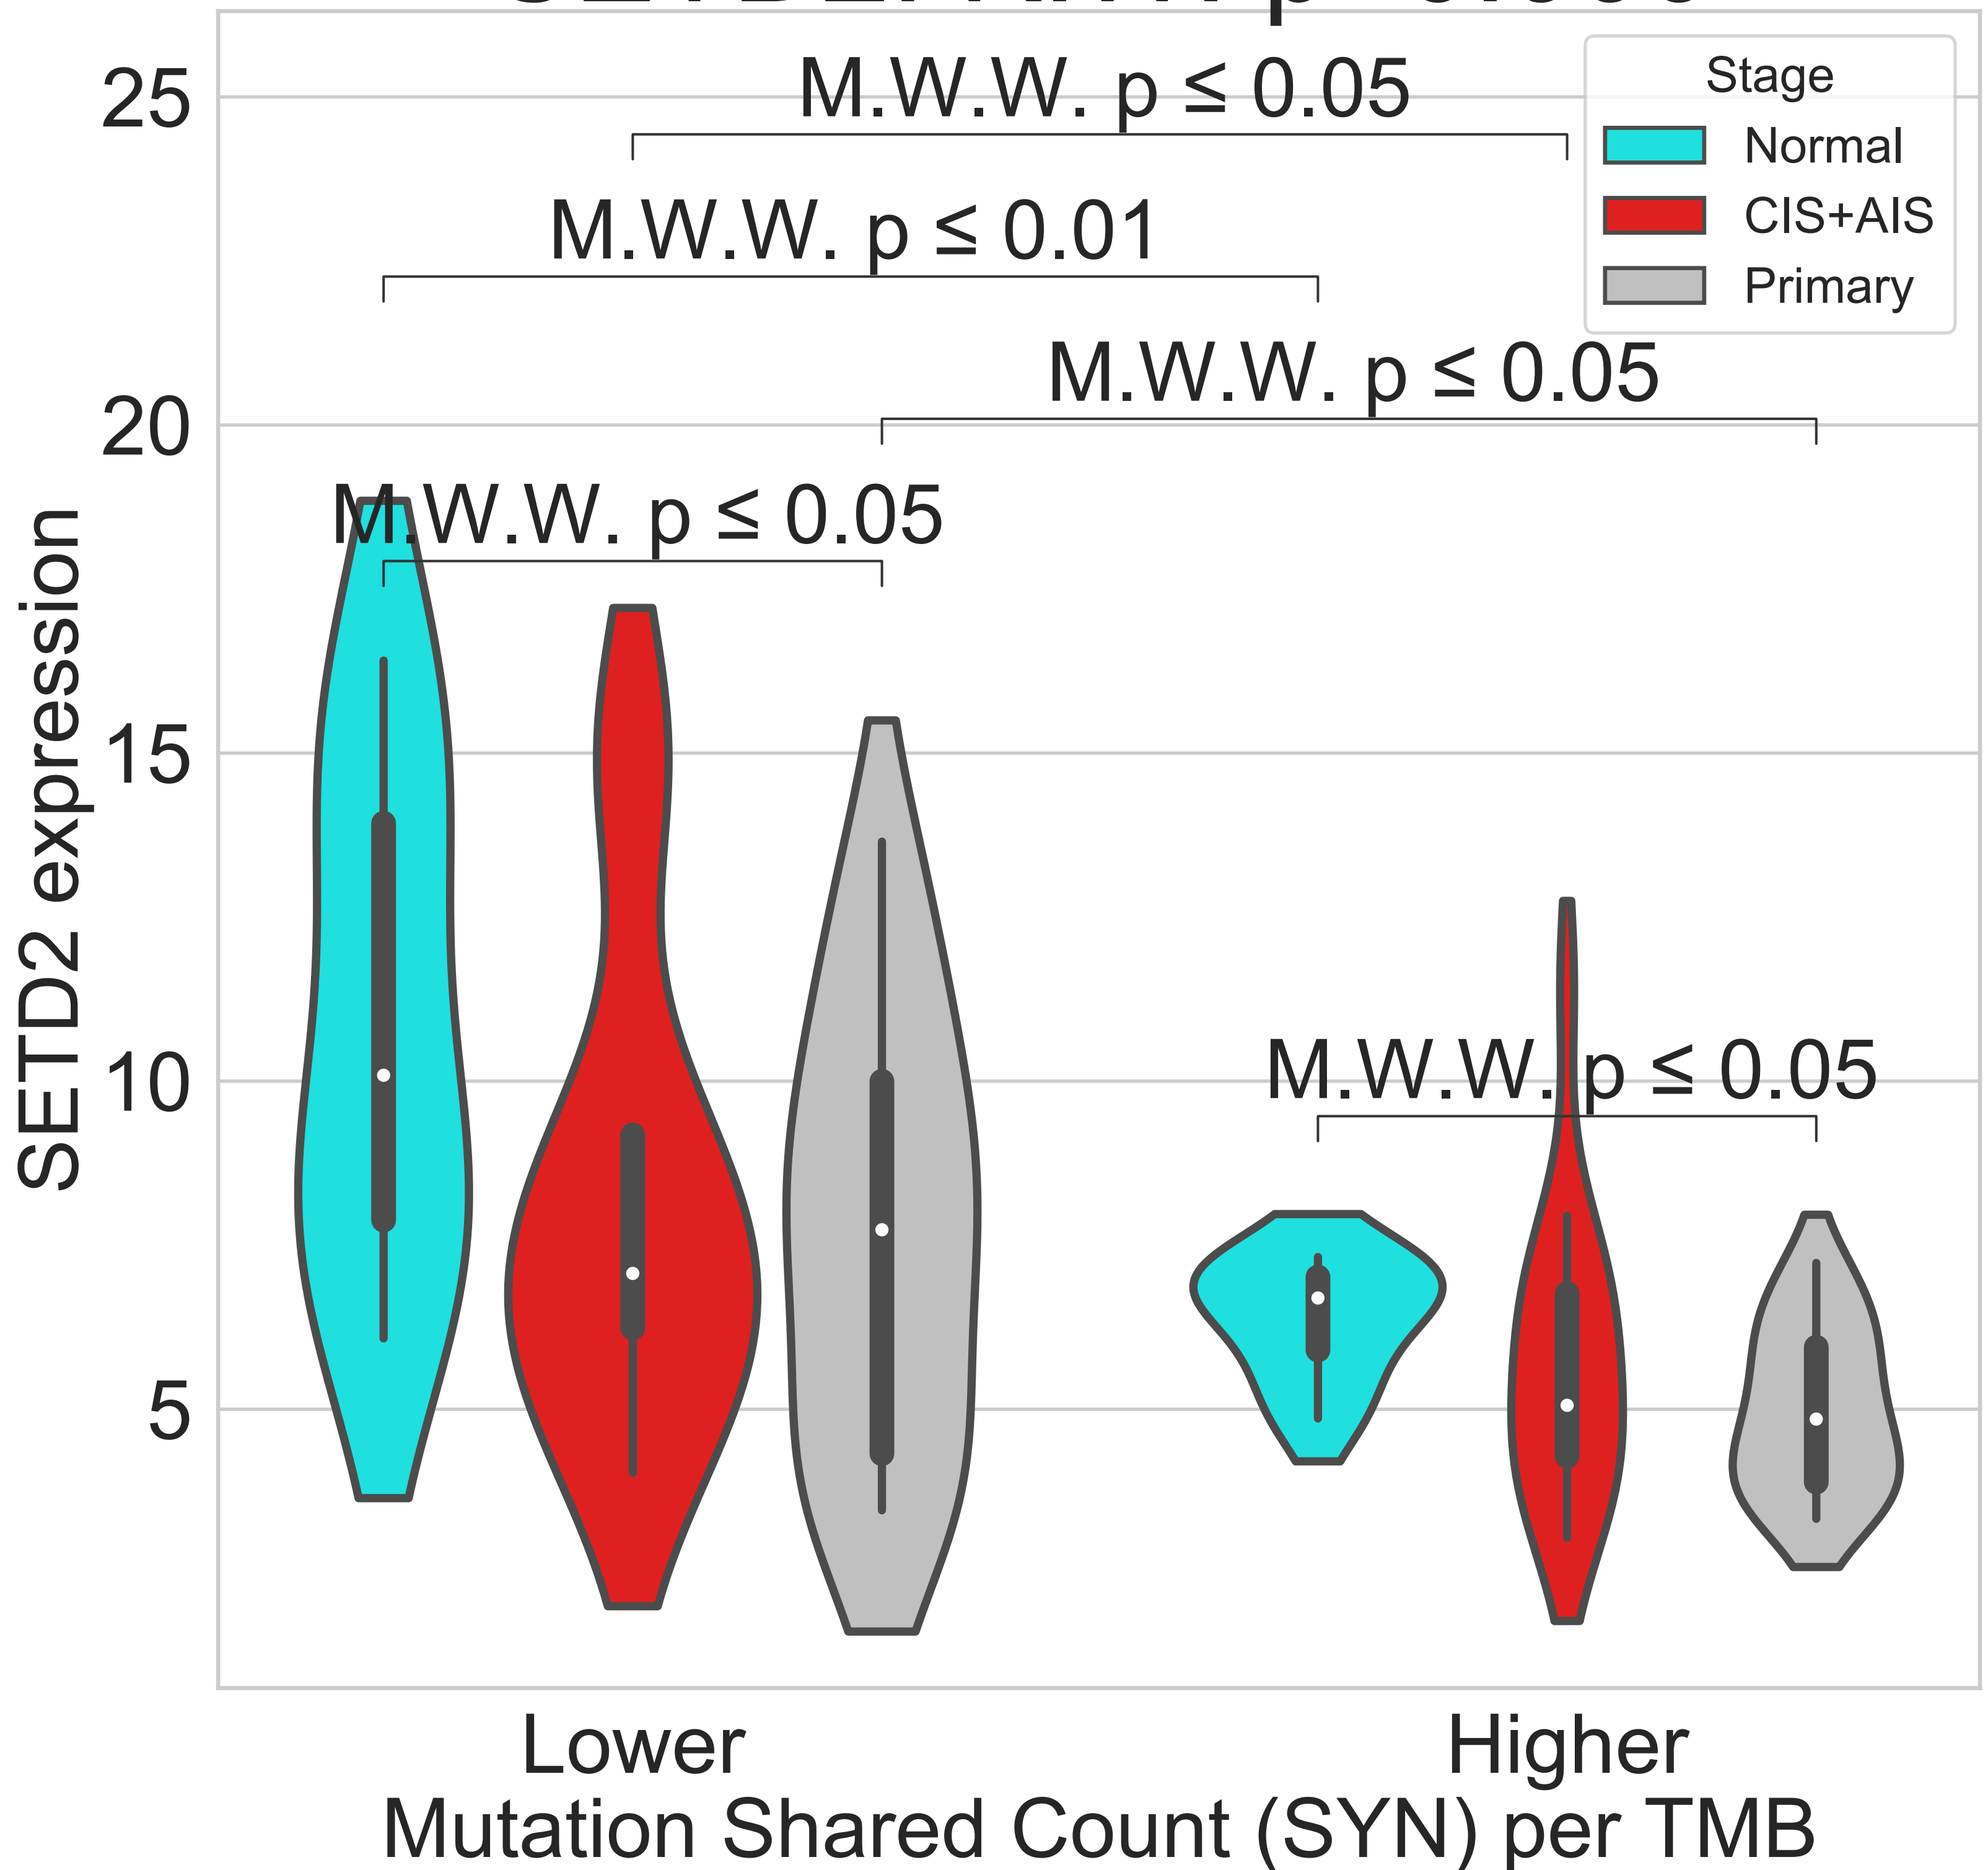 M.W.W. p ≤ 0.05
Stage
Normal
CIS+AIS
Primary
M.W.W. p ≤ 0.01
M.W.W. p ≤ 0.05
M.W.W. p ≤ 0.05
M.W.W. p ≤ 0.05
25
20
15
10
5
SETD2 expression
Lower
Higher
Mutation Shared Count (SYN) per TMB